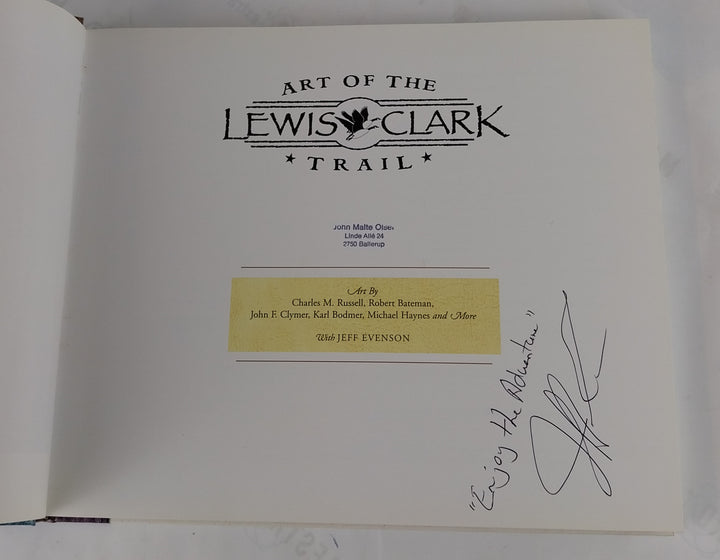 ART OF THE
LEWIS CLARK
TRAIL
John Malte Olsen
Linde Allé 24
2750 Ballerup
Art By
Charles M. Russell, Robert Bateman,
John F. Clymer, Karl Bodmer, Michael Haynes and More
With JEFF EVENSON
"Enjoy the Adventure"